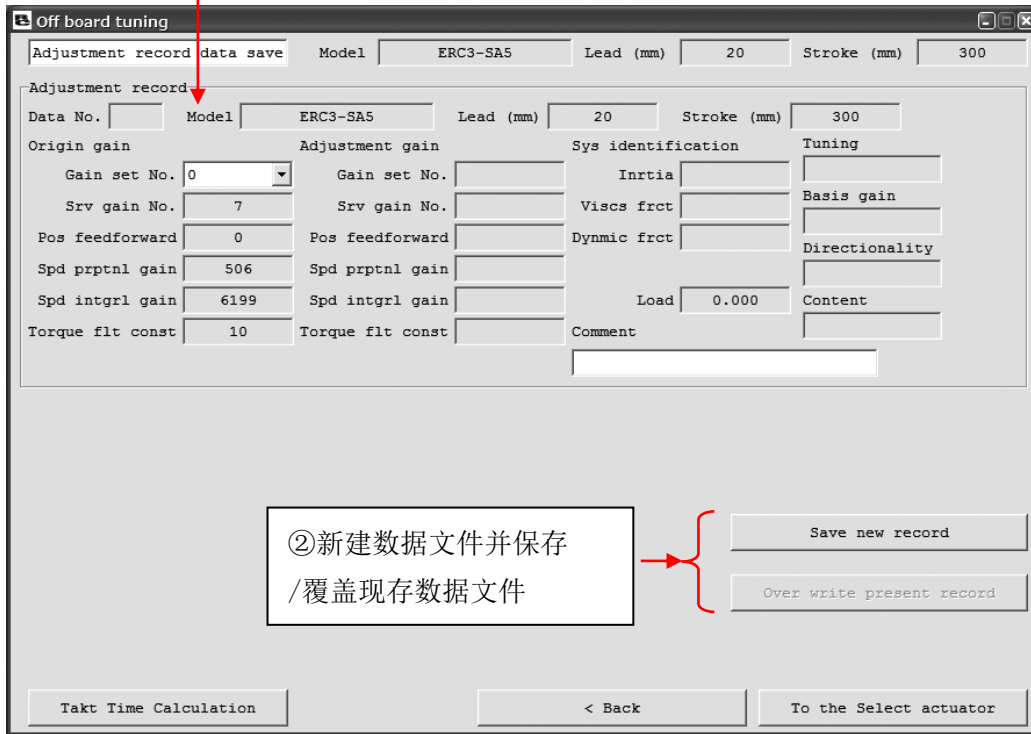 Off board tuning
Adjustment record data save Model ERC3-SA5 Lead (mm) 20 Stroke (mm) 300
Adjustment record
Data No. Model ERC3-SA5 Lead (mm) 20 Stroke (mm) 300
Origin gain Adjustment gain Sys identification Tuning
Gain set No. 0 Gain set No. Inrtia
Basis gain
Srv gain No. 7 Srv gain No. Viscs frct
Pos feedforward 0 Pos feedforward Dynmic frct
Directionality
Spd prptnl gain 506 Spd prptnl gain
Spd intgrl gain 6199 Spd intgrl gain Load 0.000 Content
Torque flt const 10 Torque flt const Comment
②新建数据文件并保存
/覆盖现存数据文件
Save new record
Over write present record
Takt Time Calculation < Back To the Select actuator